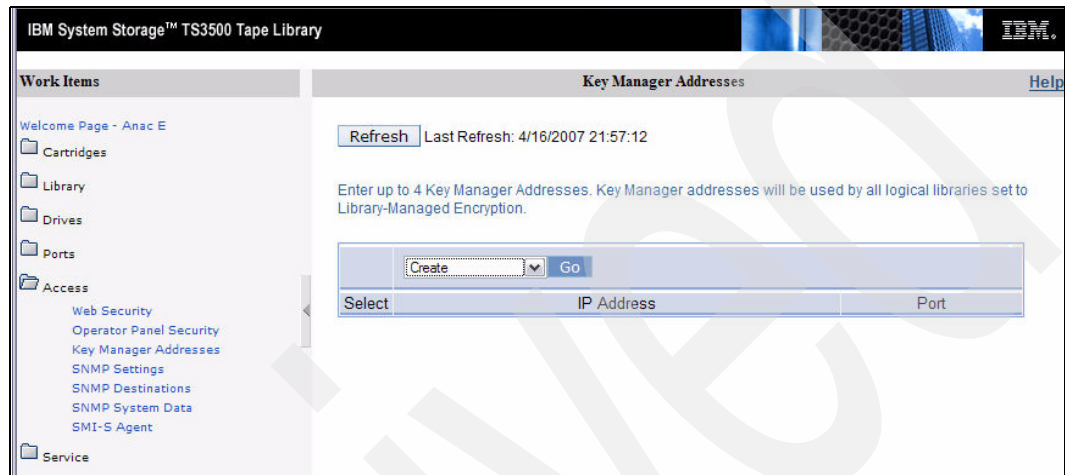 IBM System Storage™ TS3500 Tape Library
IBM.
Work Items
Key Manager Addresses
Help
Welcome Page - Anac E
Cartridges
Library
Drives
Ports
Access
Web Security
Operator Panel Security
Key Manager Addresses
SNMP Settings
SNMP Destinations
SNMP System Data
SMI-S Agent
Service
Refresh Last Refresh: 4/16/2007 21:57:12
Enter up to 4 Key Manager Addresses. Key Manager addresses will be used by all logical libraries set to
Library-Managed Encryption.
Create Go
Select IP Address Port